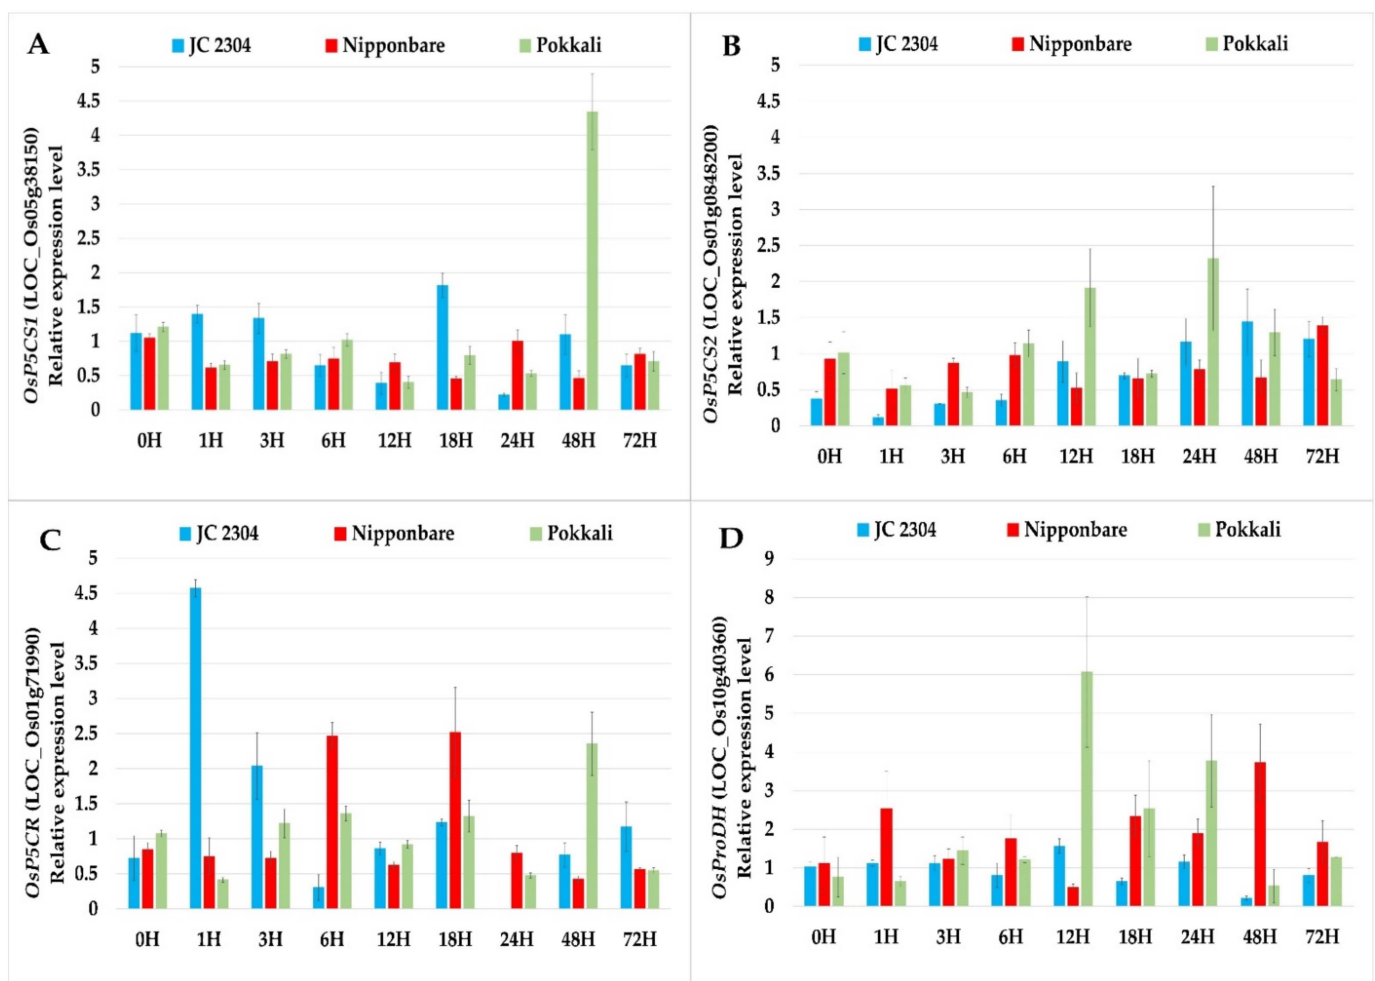 A
JC 2304 Nipponbare Pokkali
OsP5CS1 (LOC_Os05g38150)
Relative expression level
5
4.5
4
3.5
3
2.5
2
1.5
1
0.5
0
0H 1H 3H 6H 12H 18H 24H 48H 72H
B
JC 2304 Nipponbare Pokkali
OsP5CS2 (LOC_Os01g0848200)
Relative expression level
5
4.5
4
3.5
3
2.5
2
1.5
1
0.5
0
0H 1H 3H 6H 12H 18H 24H 48H 72H
C
JC 2304 Nipponbare Pokkali
OsP5CR (LOC_Os01g71990)
Relative expression level
5
4.5
4
3.5
3
2.5
2
1.5
1
0.5
0
0H 1H 3H 6H 12H 18H 24H 48H 72H
D
JC 2304 Nipponbare Pokkali
OsProDH (LOC_Os10g40360)
Relative expression level
9
8
7
6
5
4
3
2
1
0
0H 1H 3H 6H 12H 18H 24H 48H 72H